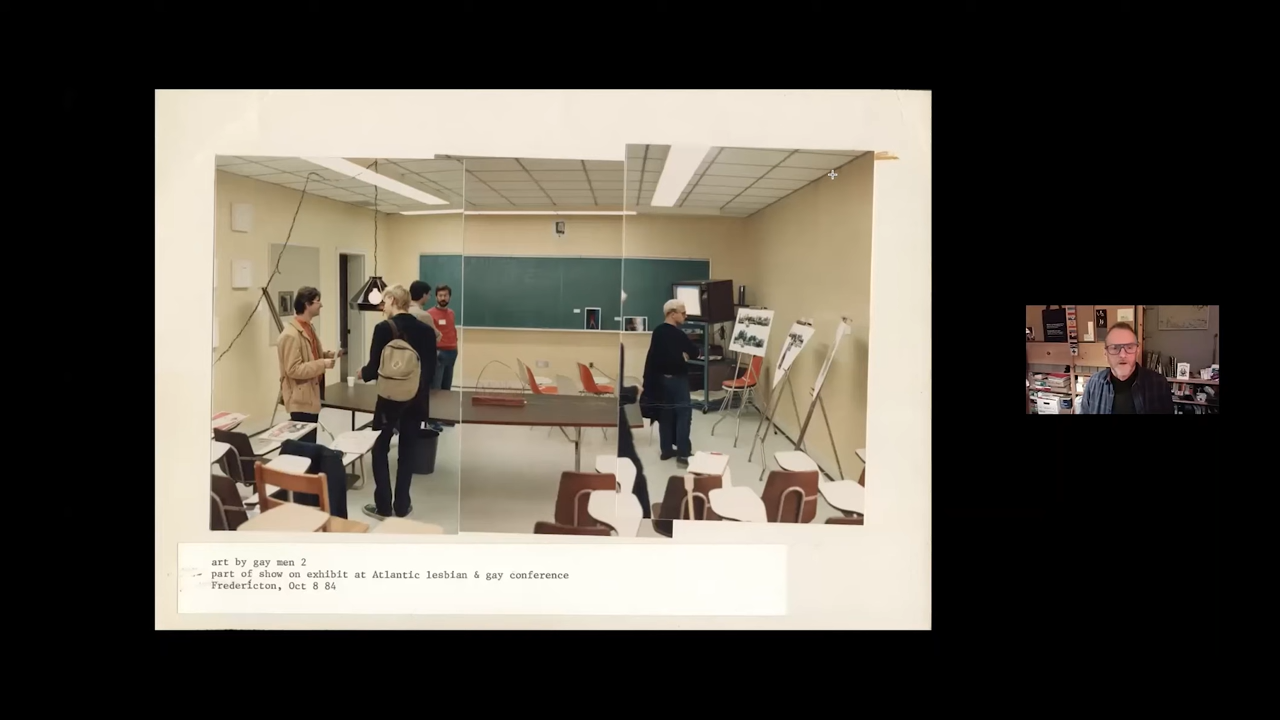 art by gay men 2
part of show on exhibit at Atlantic lesbian & gay conference
Fredericton, Oct 8 84